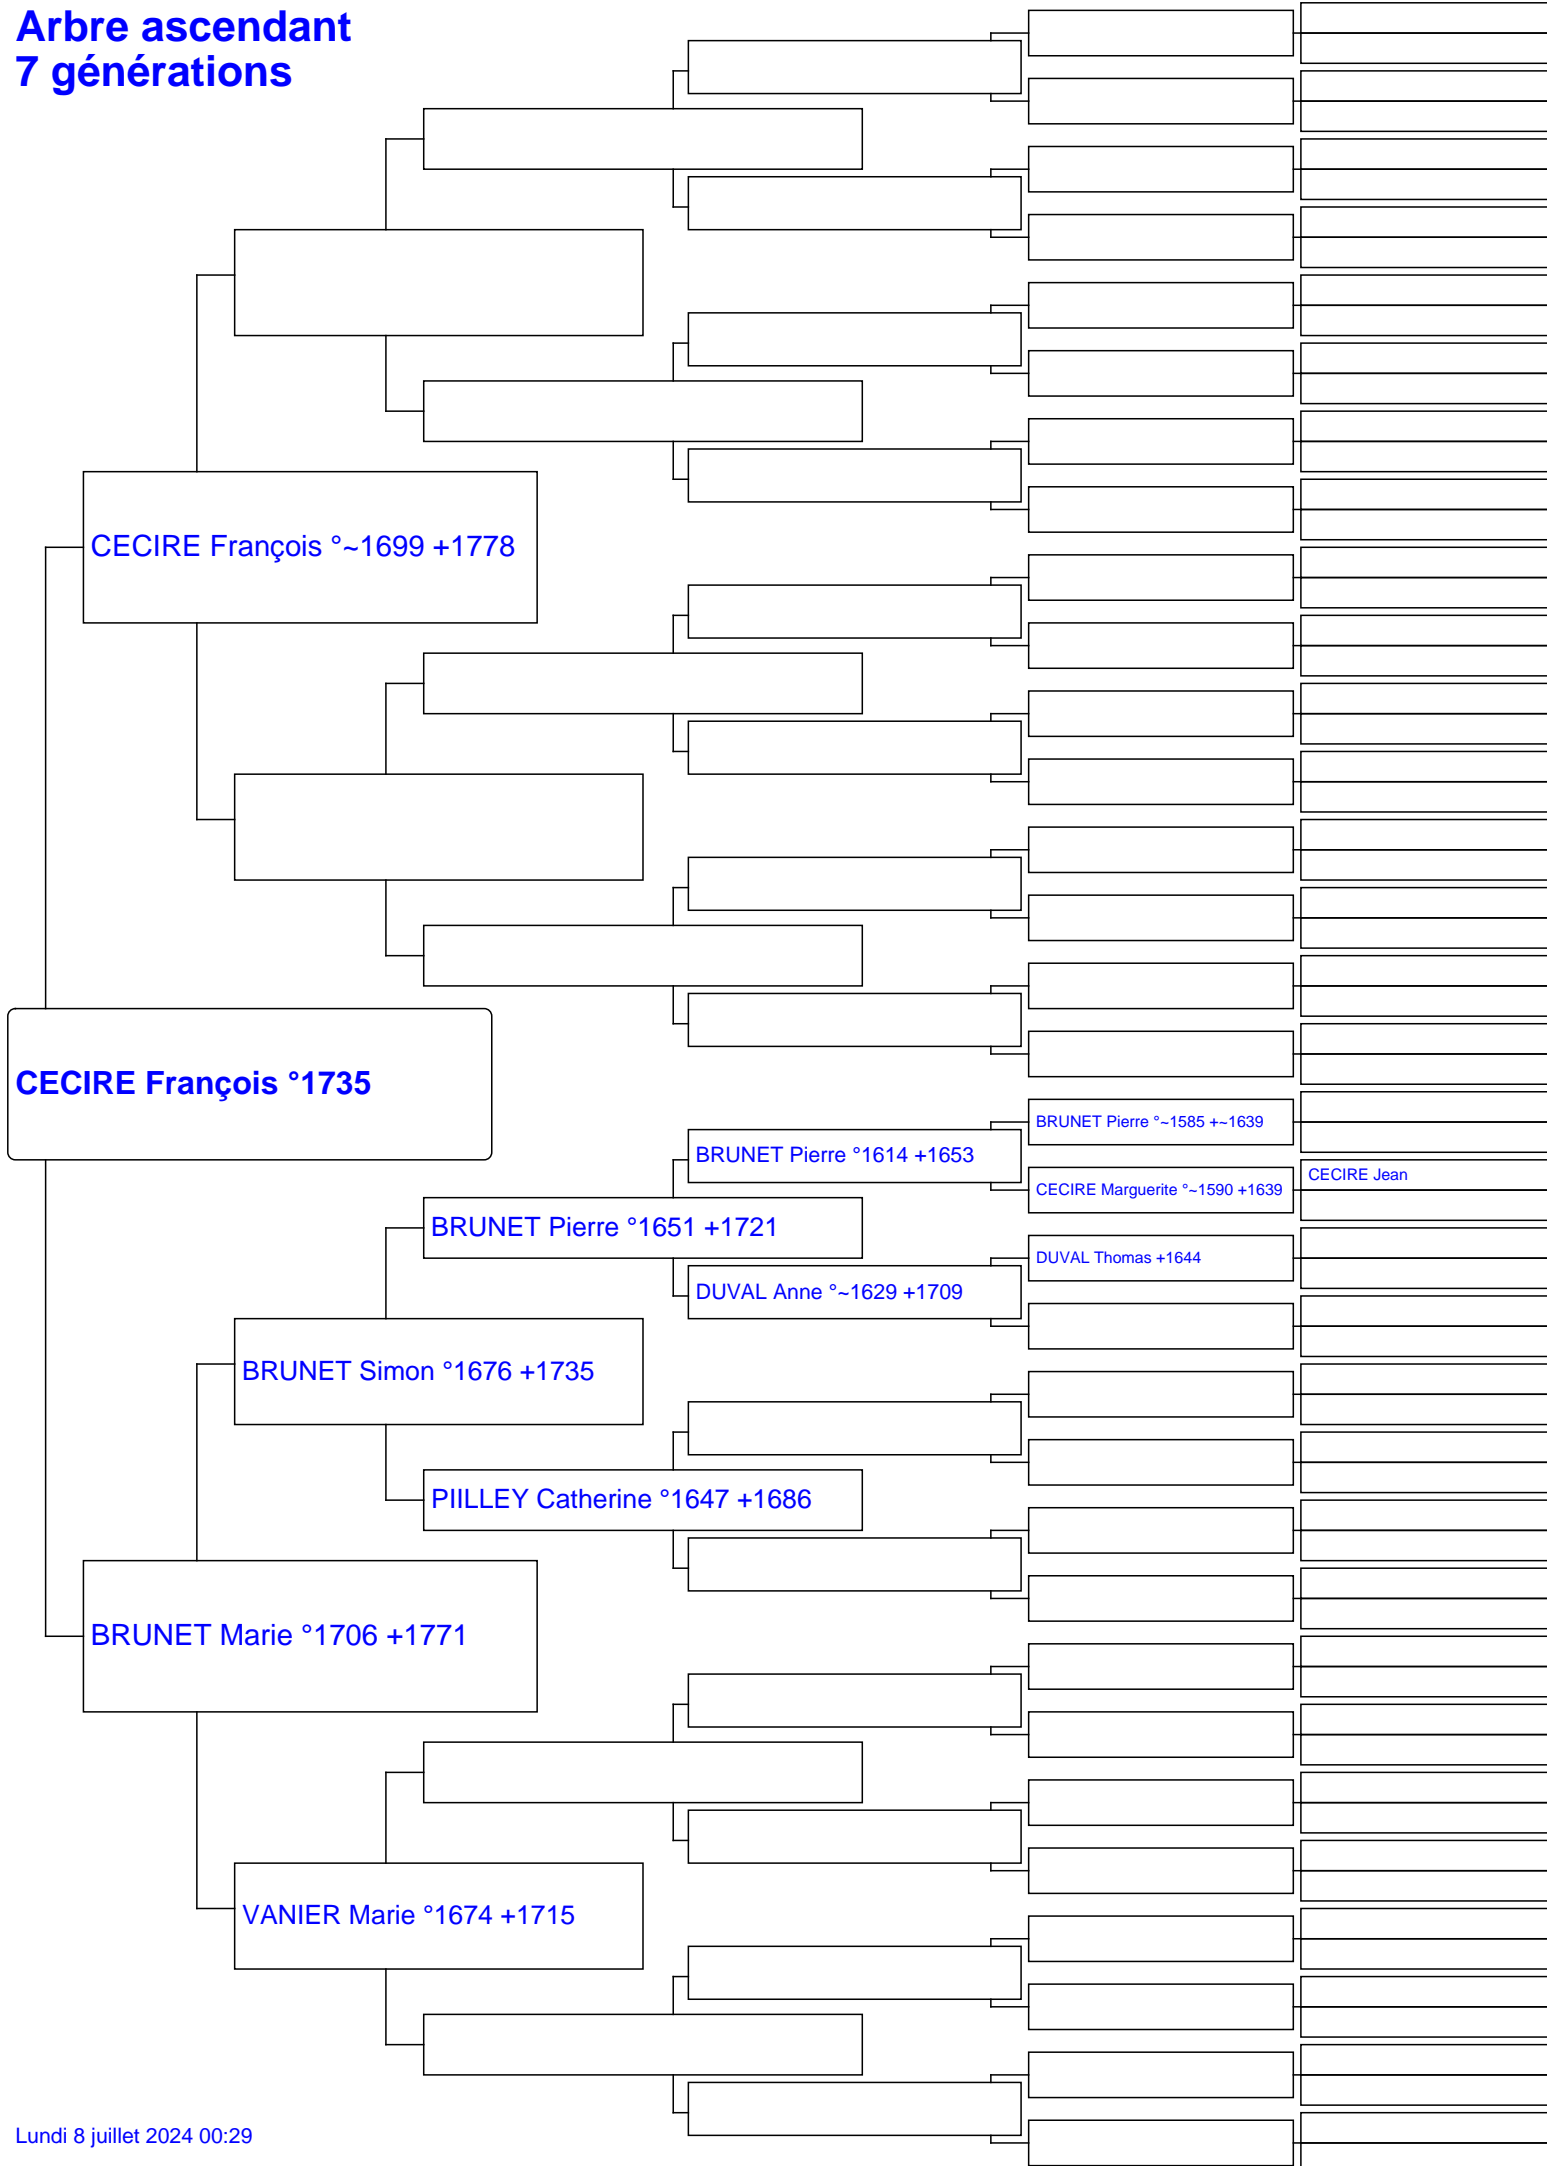 Arbre ascendant
7 générations
CECIRE François °~1699 +1778
CECIRE François °1735
BRUNET Pierre °~1585 +~1639
BRUNET Pierre °1614 +1653
CECIRE Jean
CECIRE Marguerite °~1590 +1639
BRUNET Pierre °1651 +1721
DUVAL Thomas +1644
DUVAL Anne °~1629 +1709
BRUNET Simon °1676 +1735
PIILLEY Catherine °1647 +1686
BRUNET Marie °1706 +1771
VANIER Marie °1674 +1715
Lundi 8 juillet 2024 00:29